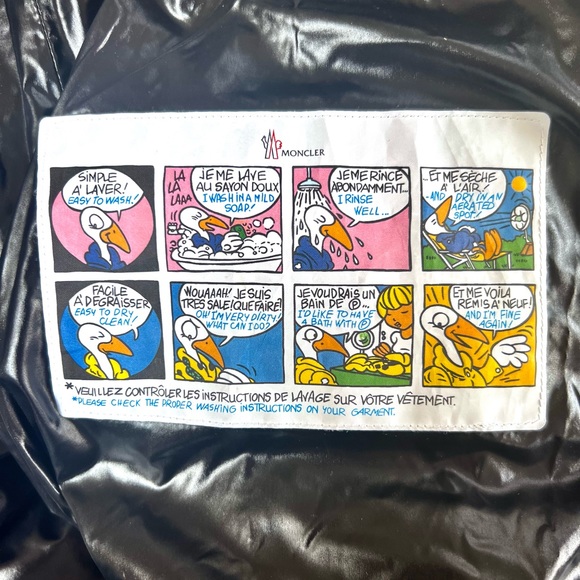 MONCLER
SIMPLE
A' LAVER!
EASY TO WASH!
LA
LA
LAAA
JE ME LAVE
AU SAVON DOUX
I WASH IN A MILD
SOAP!
JE ME RINCE
ABONDAMMENT...
I RINSE
WELL...
...ET ME SÈCHE
A' L'AIR!
AND DRY IN AN
AERATED
SPOT!
FACILE
A' DEGRAISSER
EASY TO DRY
CLEAN!
WOUAAAH! JE SUIS
TRES SALE! QUE FAIRE?
OH! I'M VERY DIRTY!
WHAT CAN I DO?
JE VOUDRAIS UN
BAIN DE Ⓟ...
I'D LIKE TO HAVE
A BATH WITH Ⓟ
ET ME VOILA
REMIS A' NEUF!
AND I'M FINE
AGAIN!
*VEUILLEZ CONTRÔLER LES INSTRUCTIONS DE LAVAGE SUR VÔTRE VÊTEMENT.
*PLEASE CHECK THE PROPER WASHING INSTRUCTIONS ON YOUR GARMENT.